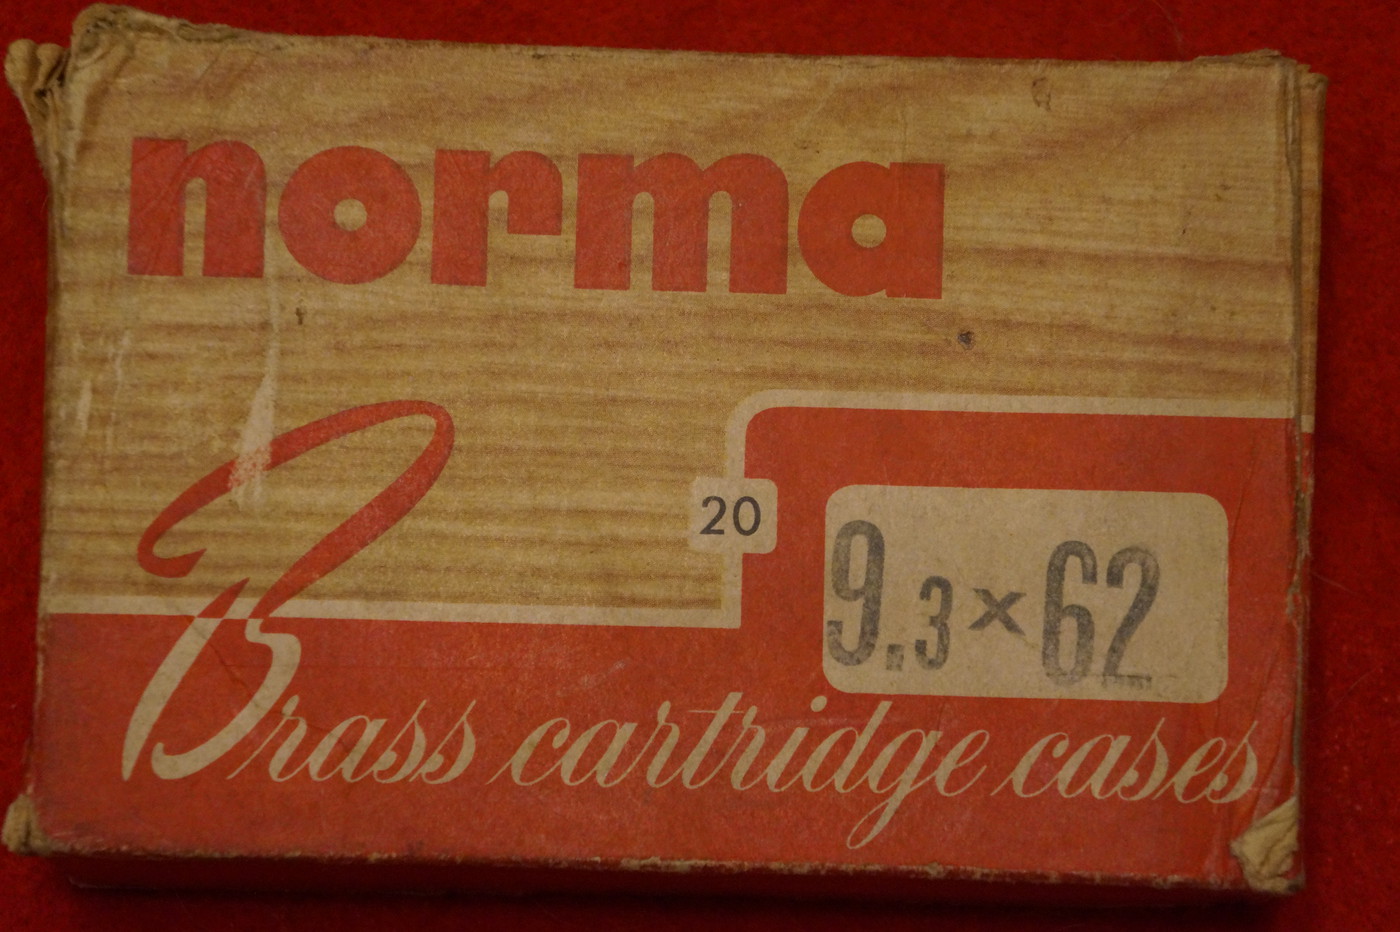 norma
20
9.3×62
Brass cartridge cases